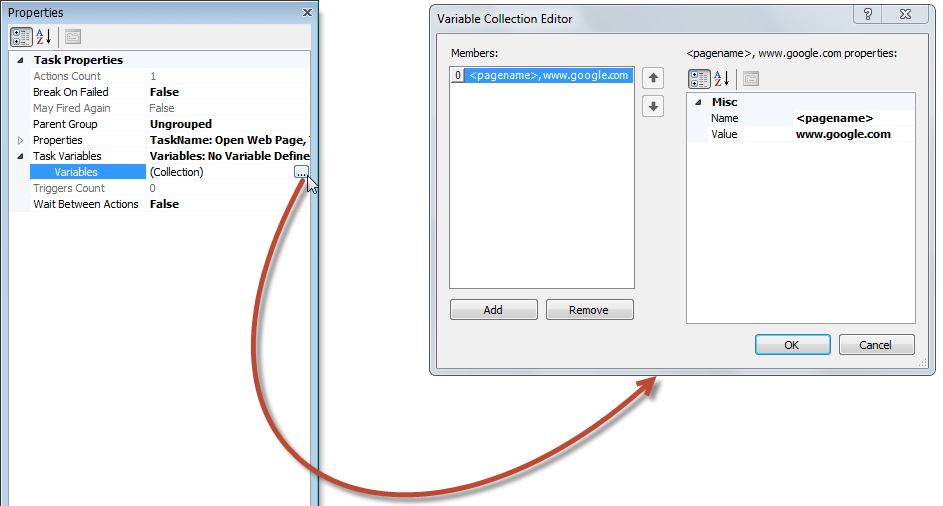 Properties
Task Properties
Actions Count 1
Break On Failed False
May Fired Again False
Parent Group Ungrouped
Properties TaskName: Open Web Page,
Task Variables Variables: No Variable Define
Variables (Collection) ...
Triggers Count 0
Wait Between Actions False
Variable Collection Editor
Members:
0 <pagename>, www.google.com
Add Remove
<pagename>, www.google.com properties:
Misc
Name <pagename>
Value www.google.com
OK Cancel